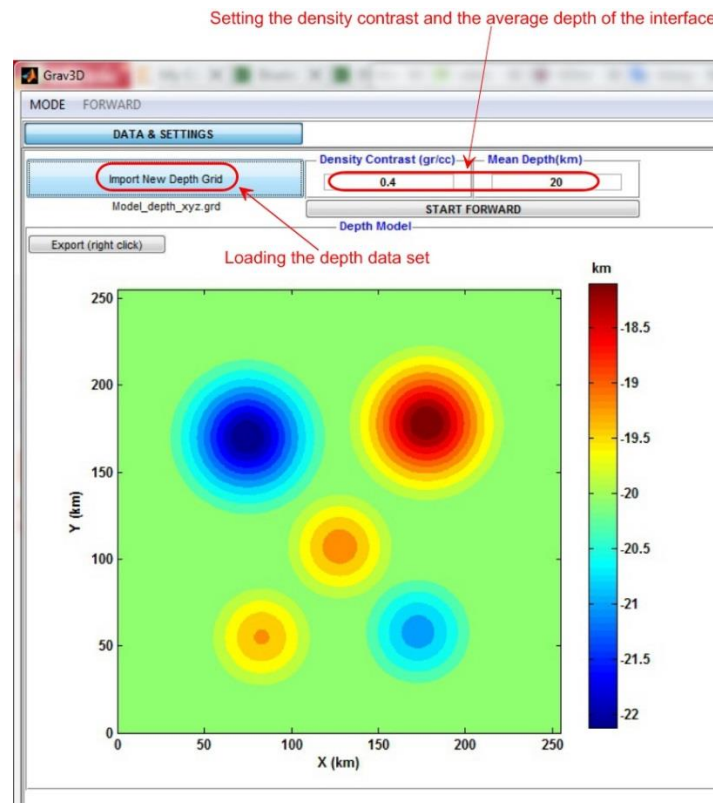 Setting the density contrast and the average depth of the interface
Grav3D
MODE FORWARD
DATA & SETTINGS
Import New Depth Grid
Density Contrast (gr/cc) Mean Depth(km)
0.4 20
Model_depth_xyz.grd
START FORWARD
Depth Model
Export (right click)
Loading the depth data set
km
250
200
150
100
50
0
Y (km)
0 50 100 150 200 250
X (km)
-18.5
-19
-19.5
-20
-20.5
-21
-21.5
-22